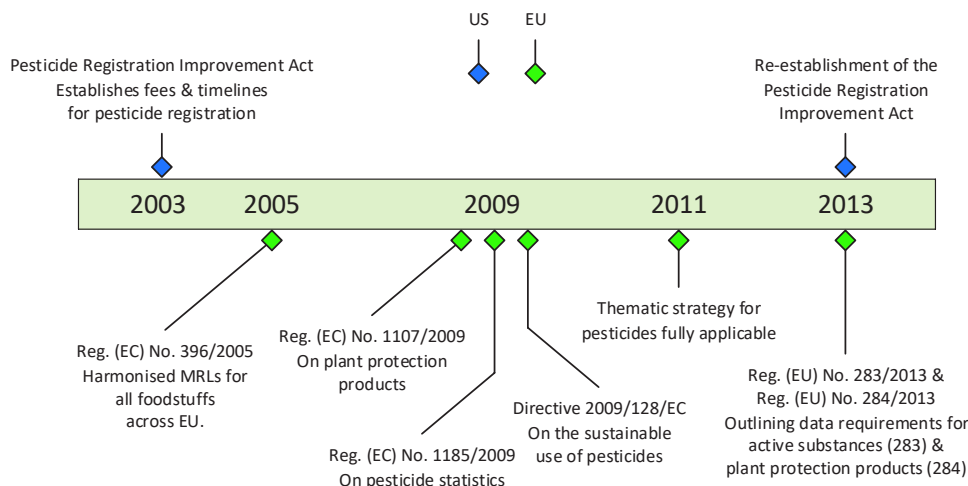 US
EU
Pesticide Registration Improvement Act
Establishes fees & timelines
for pesticide registration
Re-establishment of the
Pesticide Registration
Improvement Act
2003
2005
2009
2011
2013
Reg. (EC) No. 396/2005
Harmonised MRLs for
all foodstuffs
across EU.
Reg. (EC) No. 1107/2009
On plant protection
products
Reg. (EC) No. 1185/2009
On pesticide statistics
Directive 2009/128/EC
On the sustainable
use of pesticides
Thematic strategy for
pesticides fully applicable
Reg. (EU) No. 283/2013 &
Reg. (EU) No. 284/2013
Outlining data requirements for
active substances (283) &
plant protection products (284)